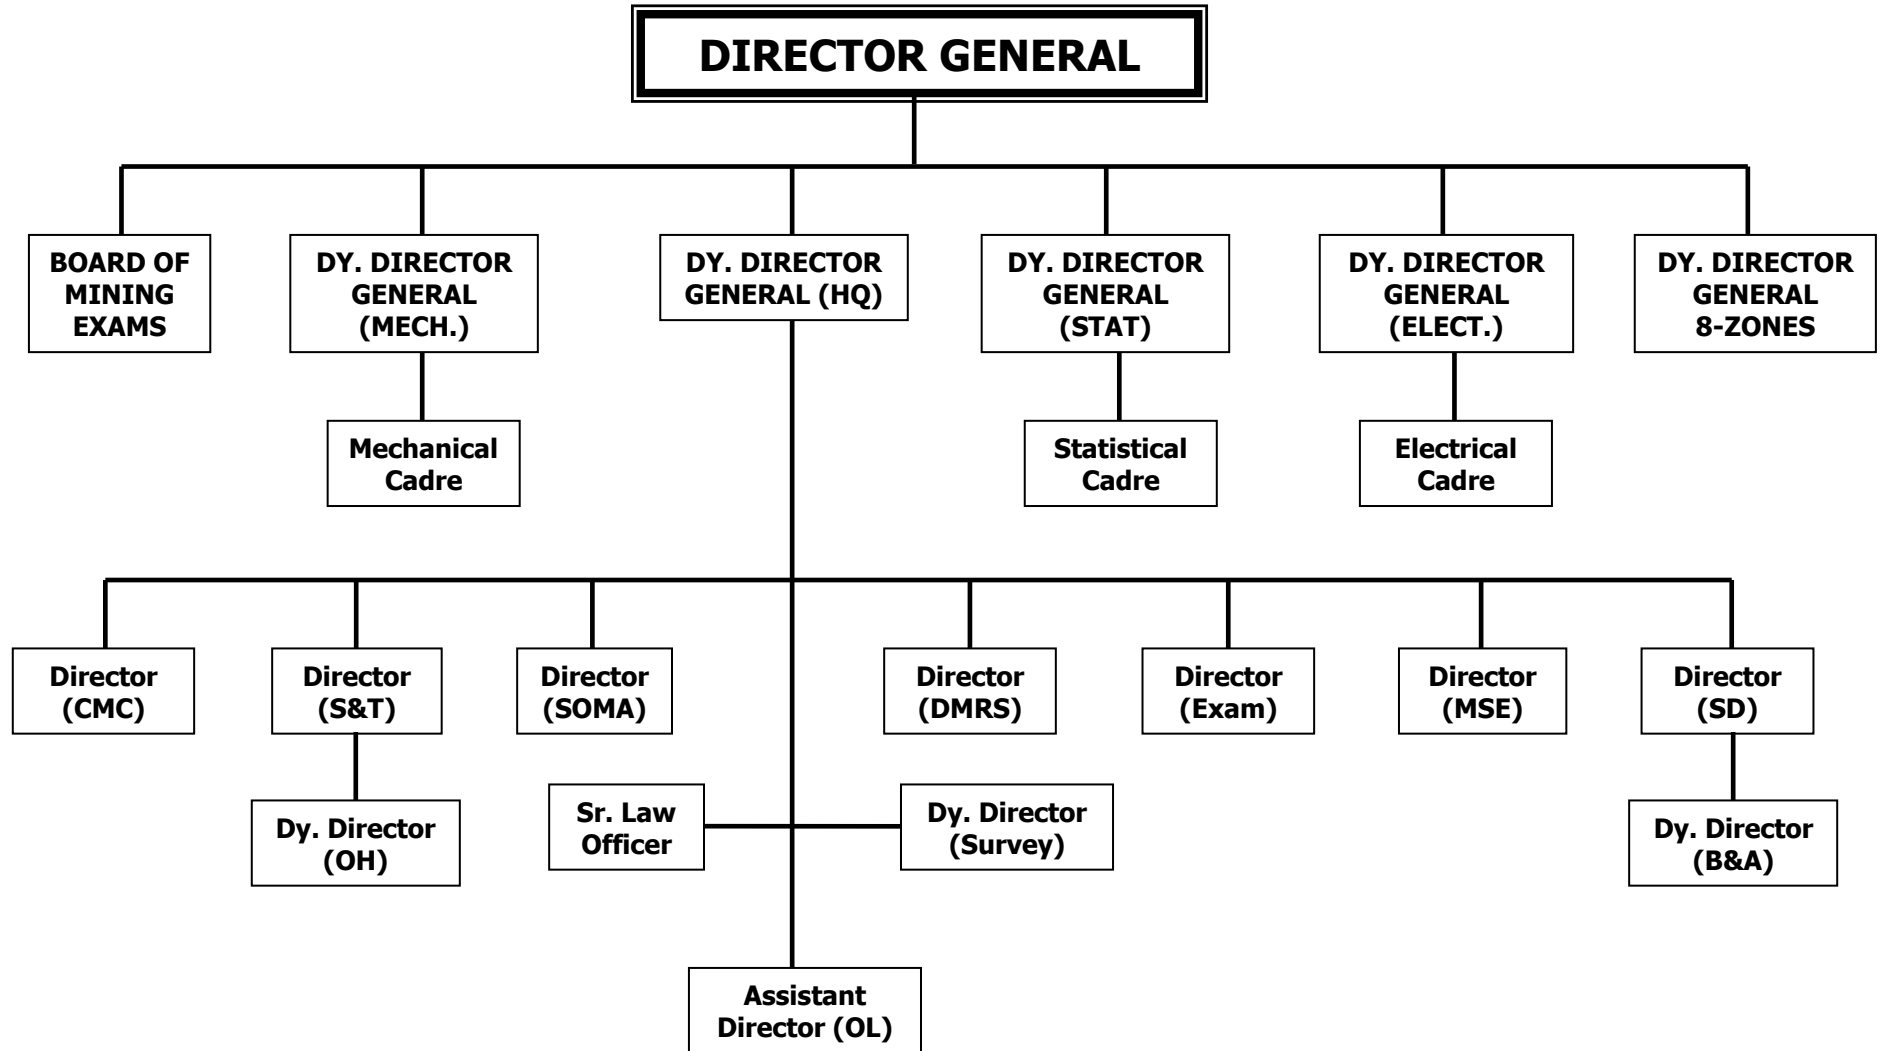 DIRECTOR GENERAL
BOARD OF
MINING
EXAMS
DY. DIRECTOR
GENERAL
(MECH.)
DY. DIRECTOR
GENERAL (HQ)
DY. DIRECTOR
GENERAL
(STAT)
DY. DIRECTOR
GENERAL
(ELECT.)
DY. DIRECTOR
GENERAL
8-ZONES
Mechanical
Cadre
Statistical
Cadre
Electrical
Cadre
Director
(CMC)
Director
(S&T)
Director
(SOMA)
Director
(DMRS)
Director
(Exam)
Director
(MSE)
Director
(SD)
Dy. Director
(OH)
Sr. Law
Officer
Dy. Director
(Survey)
Dy. Director
(B&A)
Assistant
Director (OL)